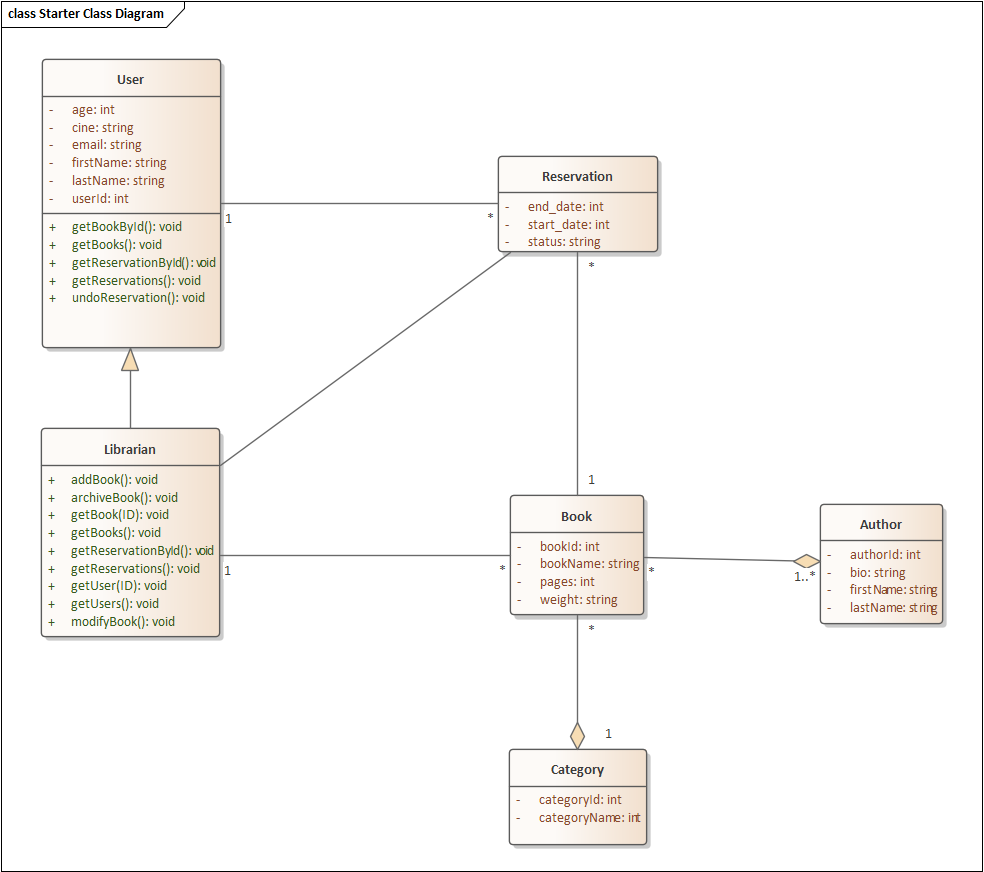 class Starter Class Diagram
User
- age: int
- cine: string
- email: string
- firstName: string
- lastName: string
- userId: int
+ getBookById(): void
+ getBooks(): void
+ getReservationById(): void
+ getReservations(): void
+ undoReservation(): void
1
*
Reservation
- end_date: int
- start_date: int
- status: string
*
1
Librarian
+ addBook(): void
+ archiveBook(): void
+ getBook(ID): void
+ getBooks(): void
+ getReservationById(): void
+ getReservations(): void
+ getUser(ID): void
+ getUsers(): void
+ modifyBook(): void
1
*
Book
- bookId: int
- bookName: string
- pages: int
- weight: string
*
1..*
Author
- authorId: int
- bio: string
- firstName: string
- lastName: string
*
1
Category
- categoryId: int
- categoryName: int